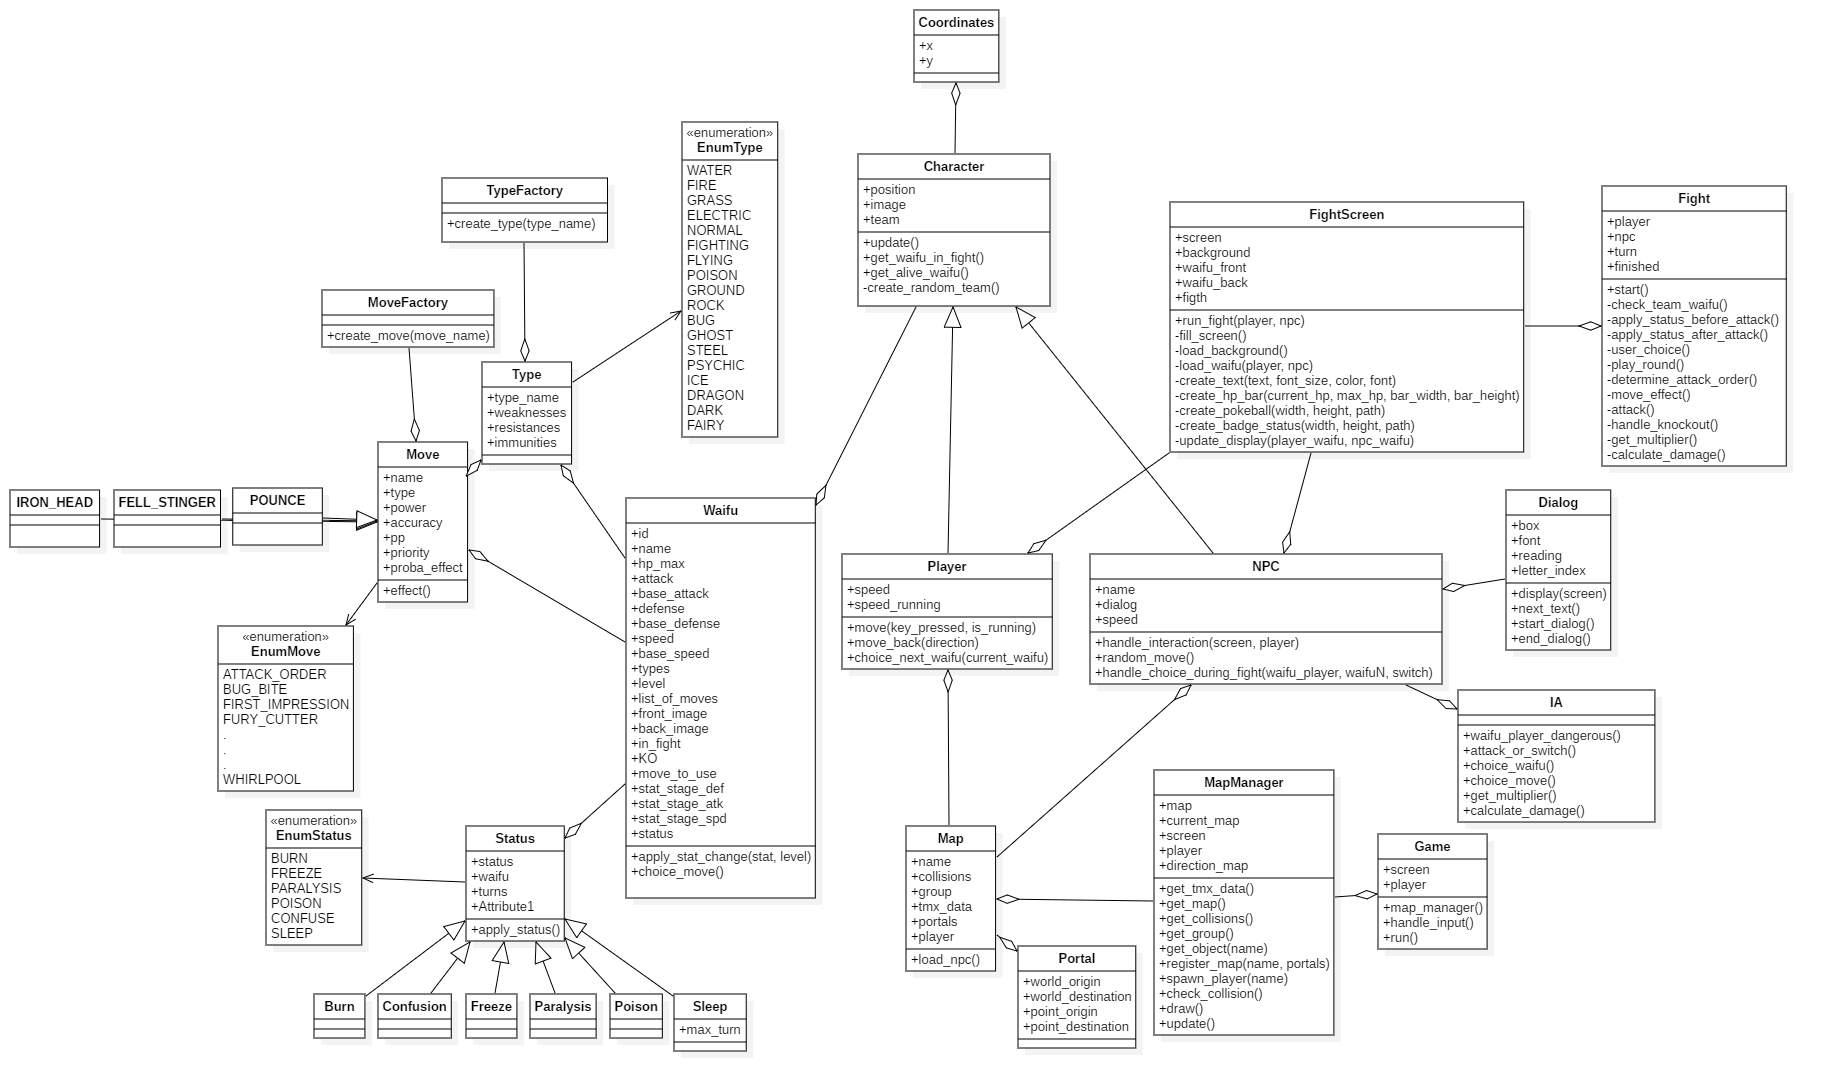 Coordinates
+x
+y
«enumeration»
EnumType
WATER
FIRE
GRASS
ELECTRIC
NORMAL
FIGHTING
FLYING
POISON
GROUND
ROCK
BUG
GHOST
STEEL
PSYCHIC
ICE
DRAGON
DARK
FAIRY
Character
+position
+image
+team
+update()
+get_waifu_in_fight()
+get_alive_waifu()
-create_random_team()
TypeFactory
+create_type(type_name)
FightScreen
+screen
+background
+waifu_front
+waifu_back
+figth
+run_fight(player, npc)
-fill_screen()
-load_background()
-load_waifu(player, npc)
-create_text(text, font_size, color, font)
-create_hp_bar(current_hp, max_hp, bar_width, bar_height)
-create_pokeball(width, height, path)
-create_badge_status(width, height, path)
-update_display(player_waifu, npc_waifu)
Fight
+player
+npc
+turn
+finished
+start()
-check_team_waifu()
-apply_status_before_attack()
-apply_status_after_attack()
-user_choice()
-play_round()
-determine_attack_order()
-move_effect()
-attack()
-handle_knockout()
-get_multiplier()
-calculate_damage()
MoveFactory
+create_move(move_name)
Type
+type_name
+weaknesses
+resistances
+immunities
Move
+name
+type
+power
+accuracy
+pp
+priority
+proba_effect
+effect()
IRON_HEAD
FELL_STINGER
POUNCE
Waifu
+id
+name
+hp_max
+attack
+base_attack
+defense
+base_defense
+speed
+base_speed
+types
+level
+list_of_moves
+front_image
+back_image
+in_fight
+KO
+move_to_use
+stat_stage_def
+stat_stage_atk
+stat_stage_spd
+status
+apply_stat_change(stat, level)
+choice_move()
Dialog
+box
+font
+reading
+letter_index
+display(screen)
+next_text()
+start_dialog()
+end_dialog()
Player
+speed
+speed_running
+move(key_pressed, is_running)
+move_back(direction)
+choice_next_waifu(current_waifu)
NPC
+name
+dialog
+speed
+handle_interaction(screen, player)
+random_move()
+handle_choice_during_fight(waifu_player, waifuN, switch)
«enumeration»
EnumMove
ATTACK_ORDER
BUG_BITE
FIRST_IMPRESSION
FURY_CUTTER
.
.
.
WHIRLPOOL
IA
+waifu_player_dangerous()
+attack_or_switch()
+choice_waifu()
+choice_move()
+get_multiplier()
+calculate_damage()
MapManager
+map
+current_map
+screen
+player
+direction_map
+get_tmx_data()
+get_map()
+get_collisions()
+get_group()
+get_object(name)
+register_map(name, portals)
+spawn_player(name)
+check_collision()
+draw()
+update()
«enumeration»
EnumStatus
BURN
FREEZE
PARALYSIS
POISON
CONFUSE
SLEEP
Status
+status
+waifu
+turns
+Attribute1
+apply_status()
Map
+name
+collisions
+group
+tmx_data
+portals
+player
+load_npc()
Game
+screen
+player
+map_manager()
+handle_input()
+run()
Portal
+world_origin
+world_destination
+point_origin
+point_destination
Burn
Confusion
Freeze
Paralysis
Poison
Sleep
+max_turn